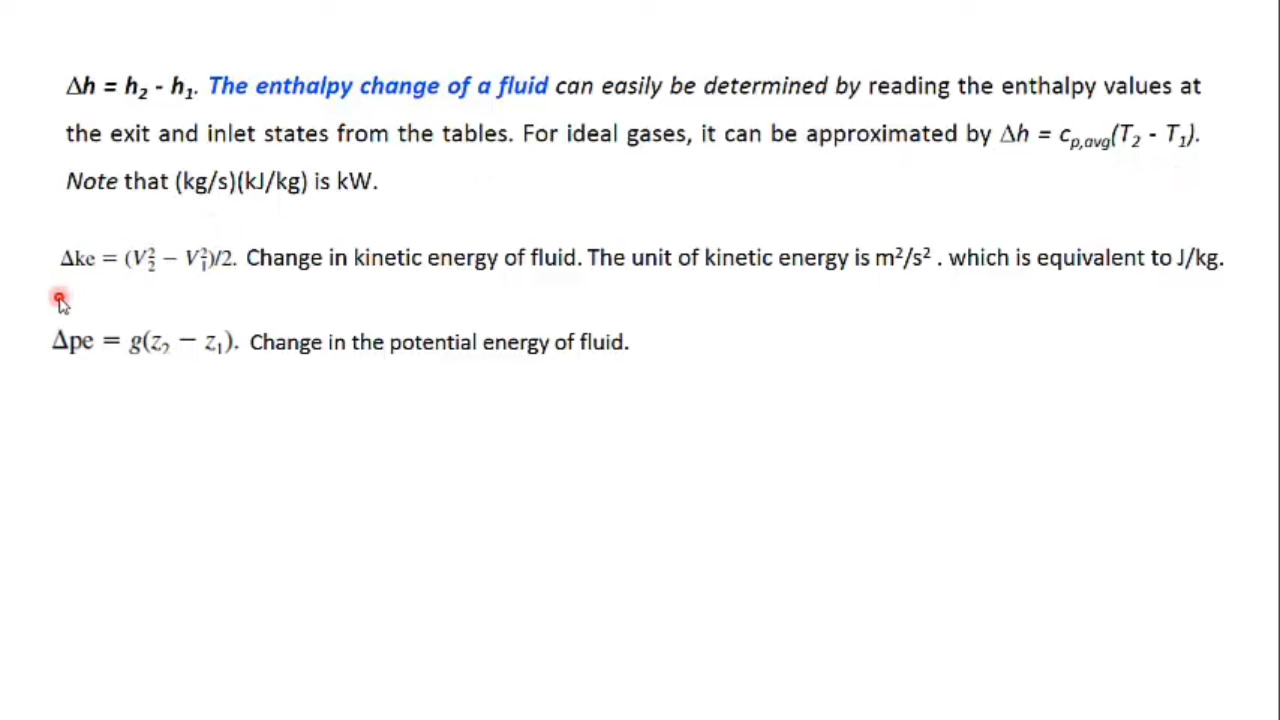 Δh = h₂ - h₁. The enthalpy change of a fluid can easily be determined by reading the enthalpy values at
the exit and inlet states from the tables. For ideal gases, it can be approximated by Δh = cₚ,ₐᵥg(T₂ - T₁).
Note that (kg/s)(kJ/kg) is kW.
Δke = (V₂² − V₁²)/2. Change in kinetic energy of fluid. The unit of kinetic energy is m²/s² . which is equivalent to J/kg.
Δpe = g(z₂ − z₁). Change in the potential energy of fluid.